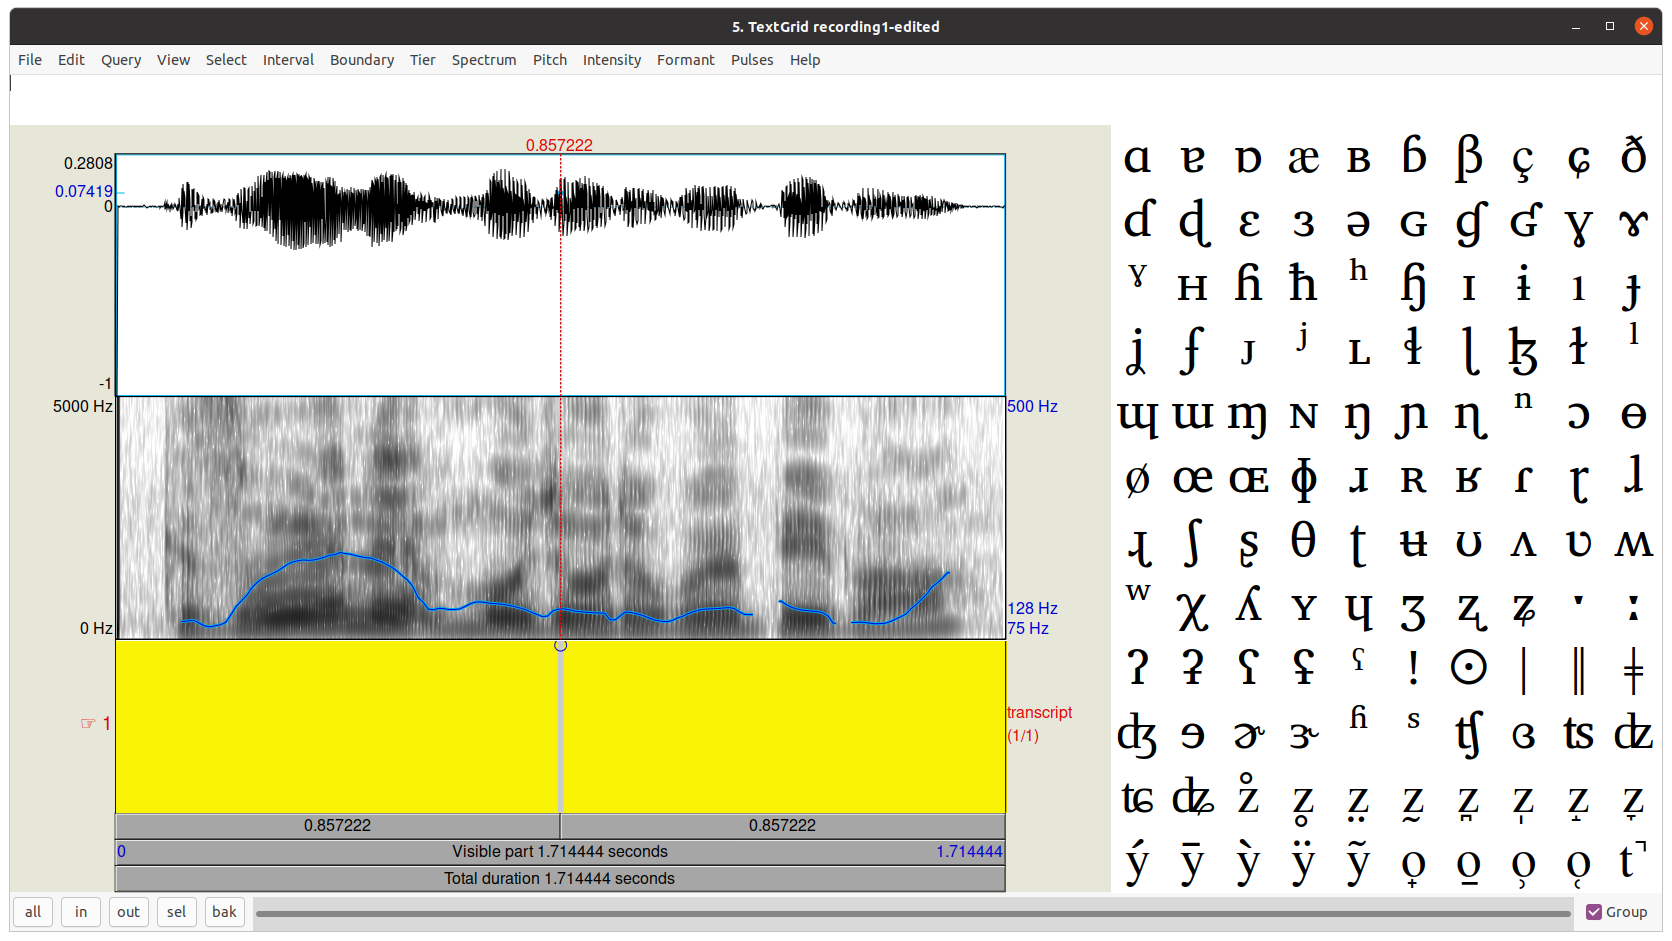 5. TextGrid recording1-edited
File Edit Query View Select Interval Boundary Tier Spectrum Pitch Intensity Formant Pulses Help
0.857222
0.2808
0.07419
0
-1
5000 Hz 500 Hz
128 Hz
0 Hz 75 Hz
☞ 1 transcript
(1/1)
0.857222 0.857222
0 Visible part 1.714444 seconds 1.714444
Total duration 1.714444 seconds
ɑ ɐ ɒ æ ʙ ɓ β ç ɕ ð
ɗ ɖ ɛ ɜ ə ɢ ɠ ʛ ɣ ɤ
ˠ ʜ ɦ ħ ʰ ɧ ɪ ɨ ı ɟ
ʝ ʄ ᴊ ʲ ʟ ɬ ɭ ɮ ɫ ˡ
ɰ ɯ ɱ ɴ ŋ ɲ ɳ ⁿ ɔ ɵ
ø œ ɶ ɸ ɹ ʀ ʁ ɾ ɽ ɺ
ɻ ʃ ʂ θ ʈ ʉ ʊ ʌ ʋ ʍ
ʷ χ ʎ ʏ ɥ ʒ ʐ ʑ ˑ ː
ʔ ʡ ʕ ʢ ˤ ! ʘ ǀ ǁ ǂ
ʤ ɘ ɚ ɝ ʱ ˢ ʧ ɞ ʦ ʣ
ʨ ʥ z̊ z̥ z̤ z̰ z̪ z̩ z̝ z̞
ý ȳ ỳ ÿ ỹ o̟ o̠ o̹ o̜ t̚
all in out sel bak Group